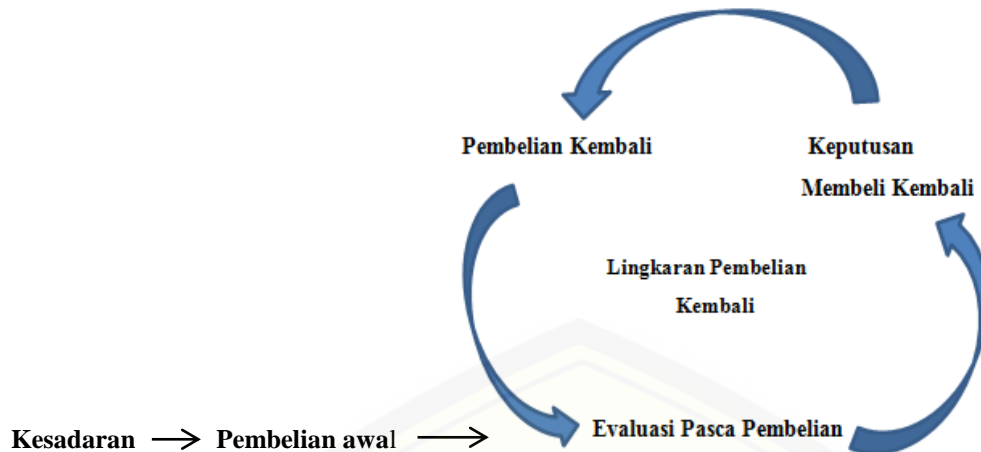 Pembelian Kembali
Keputusan
Membeli Kembali
Lingkaran Pembelian
Kembali
Kesadaran
Pembelian awal
Evaluasi Pasca Pembelian